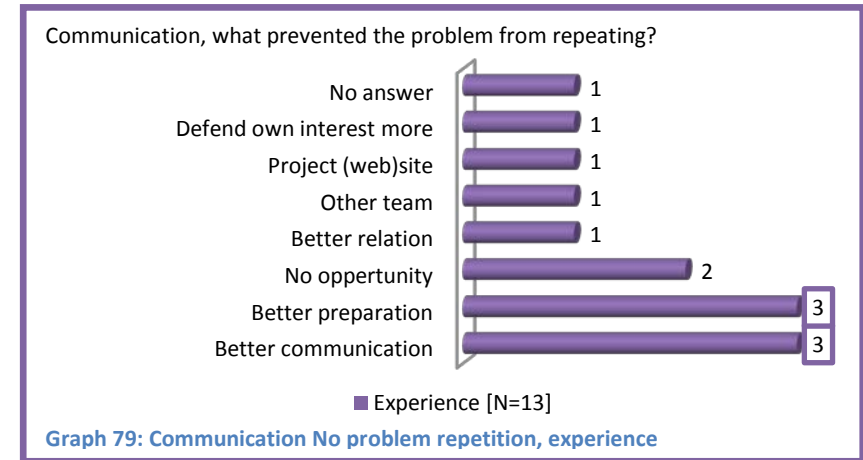 Communication, what prevented the problem from repeating?
No answer 1
Defend own interest more 1
Project (web)site 1
Other team 1
Better relation 1
No oppertunity 2
Better preparation 3
Better communication 3
Experience [N=13]
Graph 79: Communication No problem repetition, experience